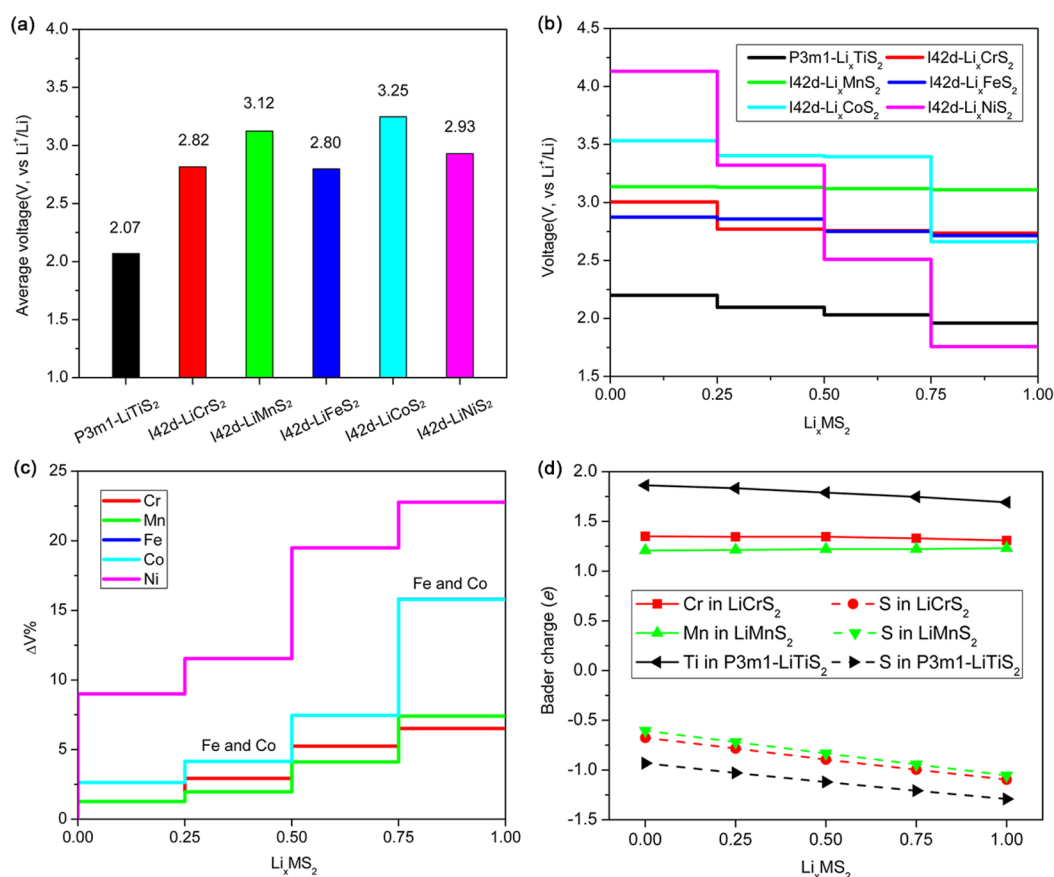 (a)
4.0
3.5
3.0
2.5
2.0
1.5
1.0
Average voltage(V, vs Li⁺/Li)
2.07
2.82
3.12
2.80
3.25
2.93
P3m1-LiTiS₂
I42d-LiCrS₂
I42d-LiMnS₂
I42d-LiFeS₂
I42d-LiCoS₂
I42d-LiNiS₂
(b)
4.5
4.0
3.5
3.0
2.5
2.0
1.5
Voltage(V, vs Li⁺/Li)
P3m1-LiₓTiS₂ I42d-LiₓCrS₂
I42d-LiₓMnS₂ I42d-LiₓFeS₂
I42d-LiₓCoS₂ I42d-LiₓNiS₂
0.00 0.25 0.50 0.75 1.00
LiₓMS₂
(c)
25
20
15
10
5
0
ΔV%
Cr
Mn
Fe
Co
Ni
Fe and Co
Fe and Co
0.00 0.25 0.50 0.75 1.00
LiₓMS₂
(d)
2.0
1.5
1.0
0.5
0.0
-0.5
-1.0
-1.5
Bader charge (e)
Cr in LiCrS₂ S in LiCrS₂
Mn in LiMnS₂ S in LiMnS₂
Ti in P3m1-LiTiS₂ S in P3m1-LiTiS₂
0.00 0.25 0.50 0.75 1.00
LiₓMS₂